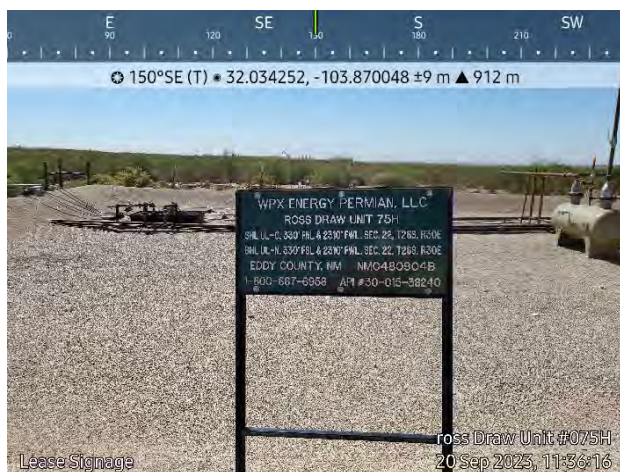 E SE S SW
0 90 120 150 180 210
150°SE (T) 32.034252, -103.870048 ±9 m ▲ 912 m
WPX ENERGY PERMIAN, LLC
ROSS DRAW UNIT 75H
SHL UL-C, 330' FNL & 2310' FWL, SEC. 22, T26S, R30E
BHL UL-N, 330' FSL & 2310' FWL, SEC. 22, T26S, R30E
EDDY COUNTY, NM NM0480904B
1-800-667-6958 API #30-015-38240
ross Draw Unit #075H
Lease Signage 20 Sep 2023, 11:36:16